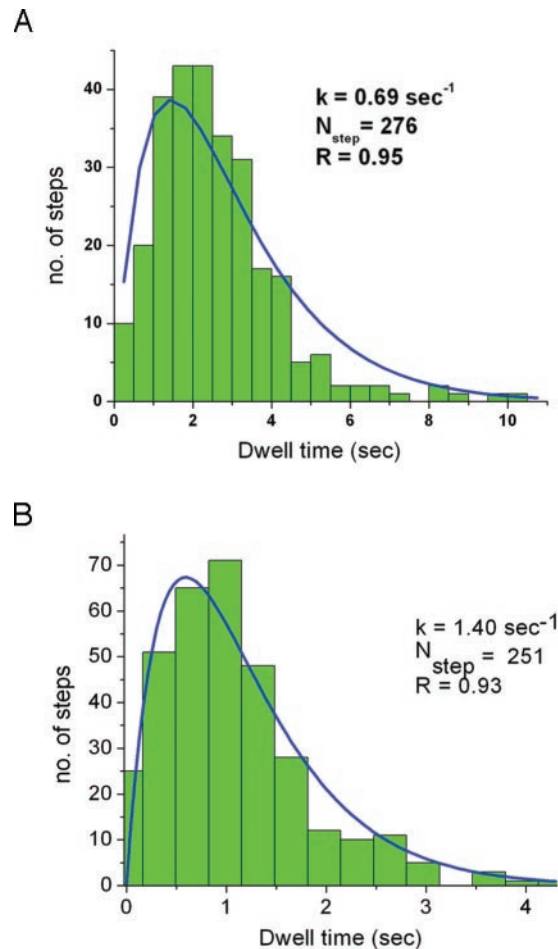 A
k = 0.69 sec⁻¹
N_step = 276
R = 0.95
no. of steps
40
30
20
10
0
0 2 4 6 8 10
Dwell time (sec)
B
k = 1.40 sec⁻¹
N_step = 251
R = 0.93
no. of steps
70
60
50
40
30
20
10
0
0 1 2 3 4
Dwell time (sec)